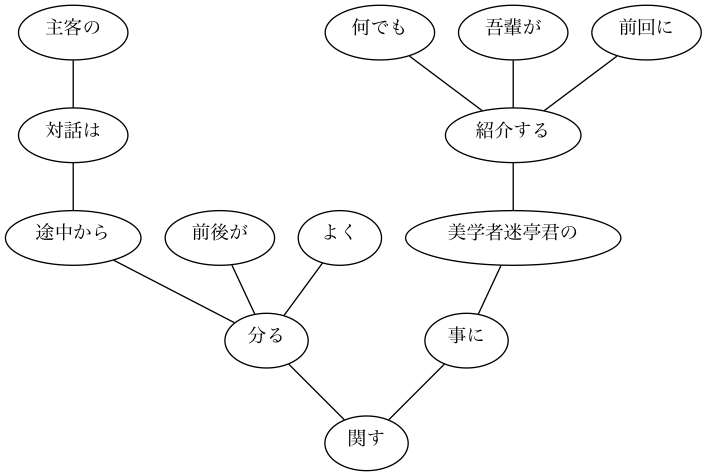 主客の
何でも
吾輩が
前回に
対話は
紹介する
途中から
前後が
よく
美学者迷亭君の
分る
事に
関す